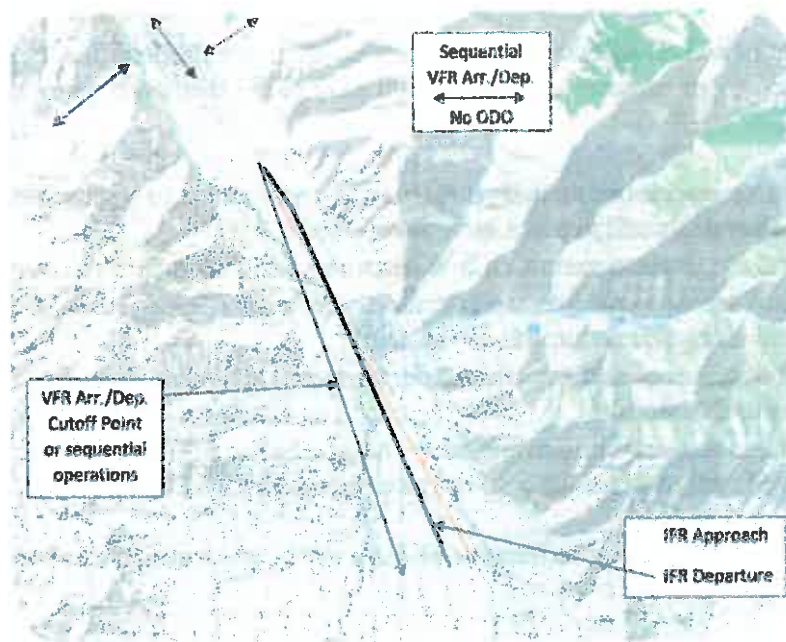 Sequential
VFR Arr./Dep.
No ODO
VFR Arr./Dep.
Cutoff Point
or sequential
operations
IFR Approach
IFR Departure